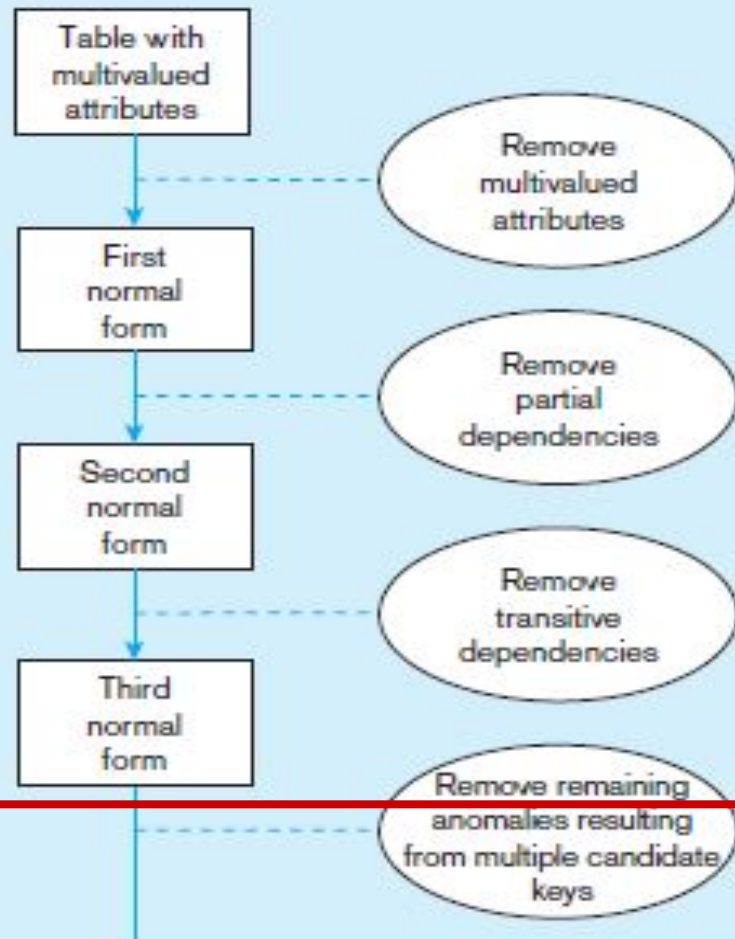 Table with
multivalued
attributes
Remove
multivalued
attributes
First
normal
form
Remove
partial
dependencies
Second
normal
form
Remove
transitive
dependencies
Third
normal
form
Remove remaining
anomalies resulting
from multiple candidate
keys